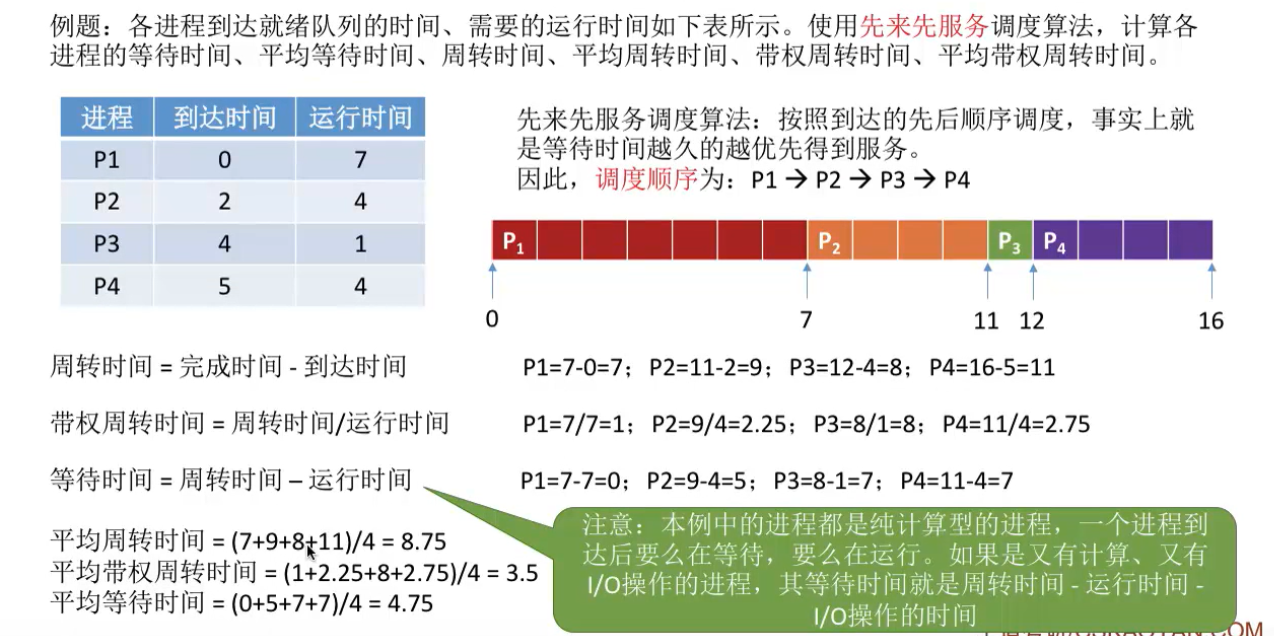 例题：各进程到达就绪队列的时间、需要的运行时间如下表所示。使用先来先服务调度算法，计算各
进程的等待时间、平均等待时间、周转时间、平均周转时间、带权周转时间、平均带权周转时间。
进程 到达时间 运行时间
P1 0 7
P2 2 4
P3 4 1
P4 5 4
先来先服务调度算法：按照到达的先后顺序调度，事实上就
是等待时间越久的越优先得到服务。
因此，调度顺序为：P1 → P2 → P3 → P4
P₁ P₂ P₃ P₄
0 7 11 12 16
周转时间 = 完成时间 - 到达时间 P1=7-0=7；P2=11-2=9；P3=12-4=8；P4=16-5=11
带权周转时间 = 周转时间/运行时间 P1=7/7=1；P2=9/4=2.25；P3=8/1=8；P4=11/4=2.75
等待时间 = 周转时间 – 运行时间 P1=7-7=0；P2=9-4=5；P3=8-1=7；P4=11-4=7
平均周转时间 = (7+9+8+11)/4 = 8.75
平均带权周转时间 = (1+2.25+8+2.75)/4 = 3.5
平均等待时间 = (0+5+7+7)/4 = 4.75
注意：本例中的进程都是纯计算型的进程，一个进程到
达后要么在等待，要么在运行。如果是又有计算、又有
I/O操作的进程，其等待时间就是周转时间 - 运行时间 -
I/O操作的时间